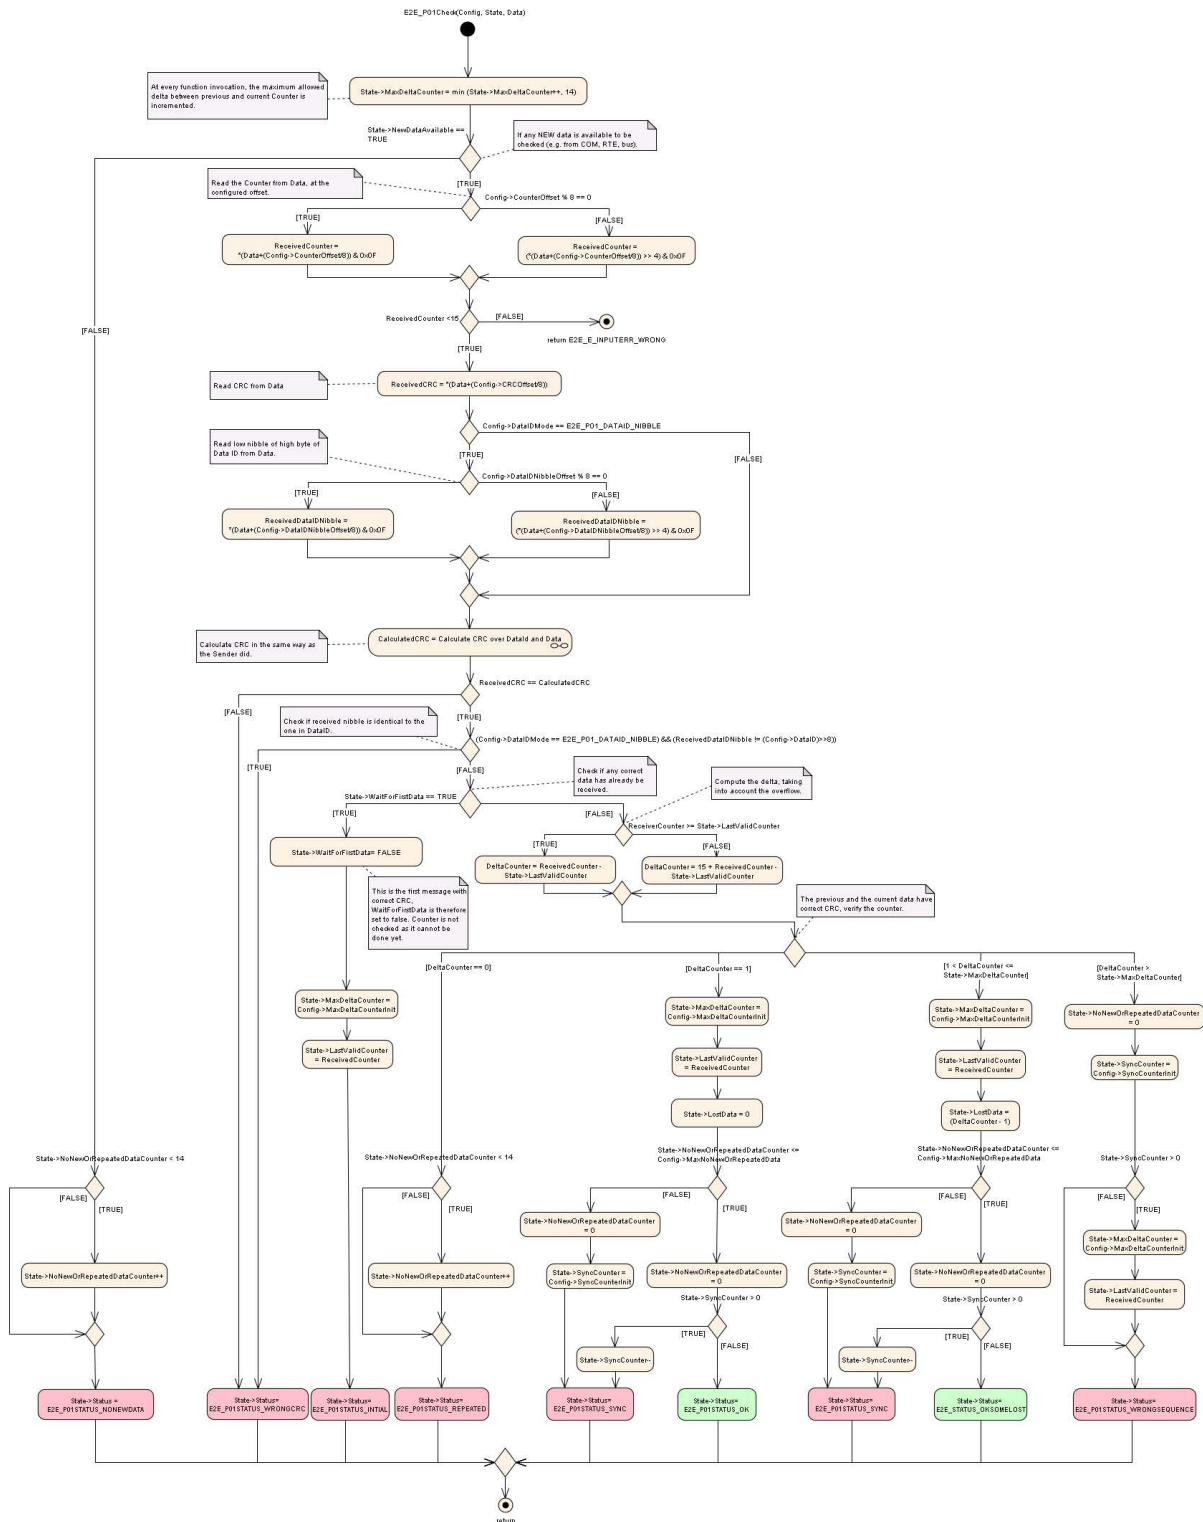 E2E_P01Check(Config, State, Data)
At every function invocation, the maximum allowed
delta between previous and current Counter is
incremented.
State->MaxDeltaCounter = min (State->MaxDeltaCounter++, 14)
State->NewDataAvailable ==
TRUE
If any NEW data is available to be
checked (e.g. from COM, RTE, bus).
[TRUE]
Read the Counter from Data, at the
configured offset.
Config->CounterOffset % 8 == 0
[TRUE]
[FALSE]
ReceivedCounter =
*(Data+(Config->CounterOffset/8)) & 0x0F
ReceivedCounter =
(*(Data+(Config->CounterOffset/8)) >> 4) & 0x0F
[FALSE]
ReceivedCounter <15
[FALSE]
return E2E_E_INPUTERR_WRONG
[TRUE]
Read CRC from Data
ReceivedCRC = *(Data+(Config->CRCOffset/8))
Config->DataIDMode == E2E_P01_DATAID_NIBBLE
Read low nibble of high byte of
Data ID from Data.
[TRUE]
[FALSE]
Config->DataIDNibbleOffset % 8 == 0
[TRUE]
[FALSE]
ReceivedDataIDNibble =
*(Data+(Config->DataIDNibbleOffset/8)) & 0x0F
ReceivedDataIDNibble =
(*(Data+(Config->DataIDNibbleOffset/8)) >> 4) & 0x0F
Calculate CRC in the same way as
the Sender did.
CalculatedCRC = Calculate CRC over DataId and Data
ReceivedCRC == CalculatedCRC
[FALSE]
[TRUE]
Check if received nibble is identical to the
one in DataID.
(Config->DataIDMode == E2E_P01_DATAID_NIBBLE) && (ReceivedDataIDNibble != (Config->DataID)>>8))
[TRUE]
[FALSE]
Check if any correct
data has already be
received.
Compute the delta, taking
into account the overflow.
State->WaitForFistData == TRUE
[TRUE]
[FALSE]
ReceiverCounter >= State->LastValidCounter
State->WaitForFistData= FALSE
[TRUE]
[FALSE]
DeltaCounter = ReceivedCounter -
State->LastValidCounter
DeltaCounter = 15 + ReceivedCounter -
State->LastValidCounter
This is the first message with
correct CRC,
WaitForFirstData is therefore
set to false. Counter is not
checked as it cannot be
done yet.
The previous and the current data have
correct CRC, verify the counter.
[DeltaCounter == 0]
[DeltaCounter == 1]
[1 < DeltaCounter <=
State->MaxDeltaCounter]
[DeltaCounter >
State->MaxDeltaCounter]
State->MaxDeltaCounter =
Config->MaxDeltaCounterInit
State->MaxDeltaCounter =
Config->MaxDeltaCounterInit
State->MaxDeltaCounter =
Config->MaxDeltaCounterInit
State->NoNewOrRepeatedDataCounter
= 0
State->LastValidCounter
= ReceivedCounter
State->LastValidCounter
= ReceivedCounter
State->LastValidCounter
= ReceivedCounter
State->SyncCounter =
Config->SyncCounterInit
State->LostData = 0
State->LostData =
(DeltaCounter - 1)
State->NoNewOrRepeatedDataCounter < 14
State->NoNewOrRepeatedDataCounter < 14
State->NoNewOrRepeatedDataCounter <=
Config->MaxNoNewOrRepeatedData
State->NoNewOrRepeatedDataCounter <=
Config->MaxNoNewOrRepeatedData
State->SyncCounter > 0
[FALSE]
[TRUE]
[FALSE]
[TRUE]
[FALSE]
[TRUE]
[FALSE]
[TRUE]
[FALSE]
[TRUE]
State->NoNewOrRepeatedDataCounter
= 0
State->NoNewOrRepeatedDataCounter
= 0
State->MaxDeltaCounter =
Config->MaxDeltaCounterInit
State->NoNewOrRepeatedDataCounter++
State->NoNewOrRepeatedDataCounter++
State->SyncCounter =
Config->SyncCounterInit
State->NoNewOrRepeatedDataCounter
= 0
State->SyncCounter =
Config->SyncCounterInit
State->NoNewOrRepeatedDataCounter
= 0
State->LastValidCounter =
ReceivedCounter
State->SyncCounter > 0
State->SyncCounter > 0
[TRUE]
[FALSE]
[TRUE]
[FALSE]
State->SyncCounter--
State->SyncCounter--
State->Status =
E2E_P01STATUS_NONEWDATA
State->Status=
E2E_P01STATUS_WRONGCRC
State->Status=
E2E_P01STATUS_INTIAL
State->Status=
E2E_P01STATUS_REPEATED
State->Status=
E2E_P01STATUS_SYNC
State->Status=
E2E_P01STATUS_OK
State->Status=
E2E_P01STATUS_SYNC
State->Status=
E2E_STATUS_OKSOMELOST
State->Status=
E2E_P01STATUS_WRONGSEQUENCE
return